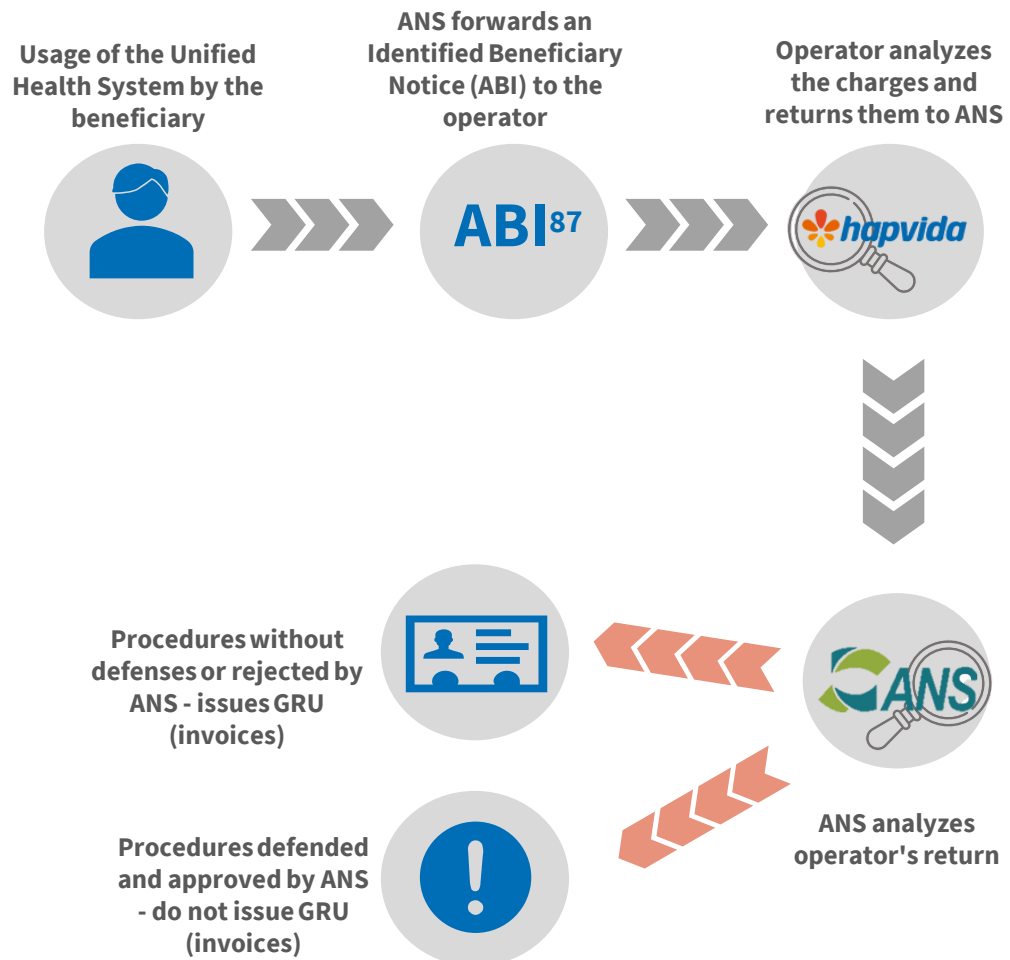 Usage of the Unified
Health System by the
beneficiary
ANS forwards an
Identified Beneficiary
Notice (ABI) to the
operator
Operator analyzes
the charges and
returns them to ANS
ABI87
hapvida
Procedures without
defenses or rejected by
ANS - issues GRU
(invoices)
ANS
ANS analyzes
operator's return
Procedures defended
and approved by ANS
- do not issue GRU
(invoices)